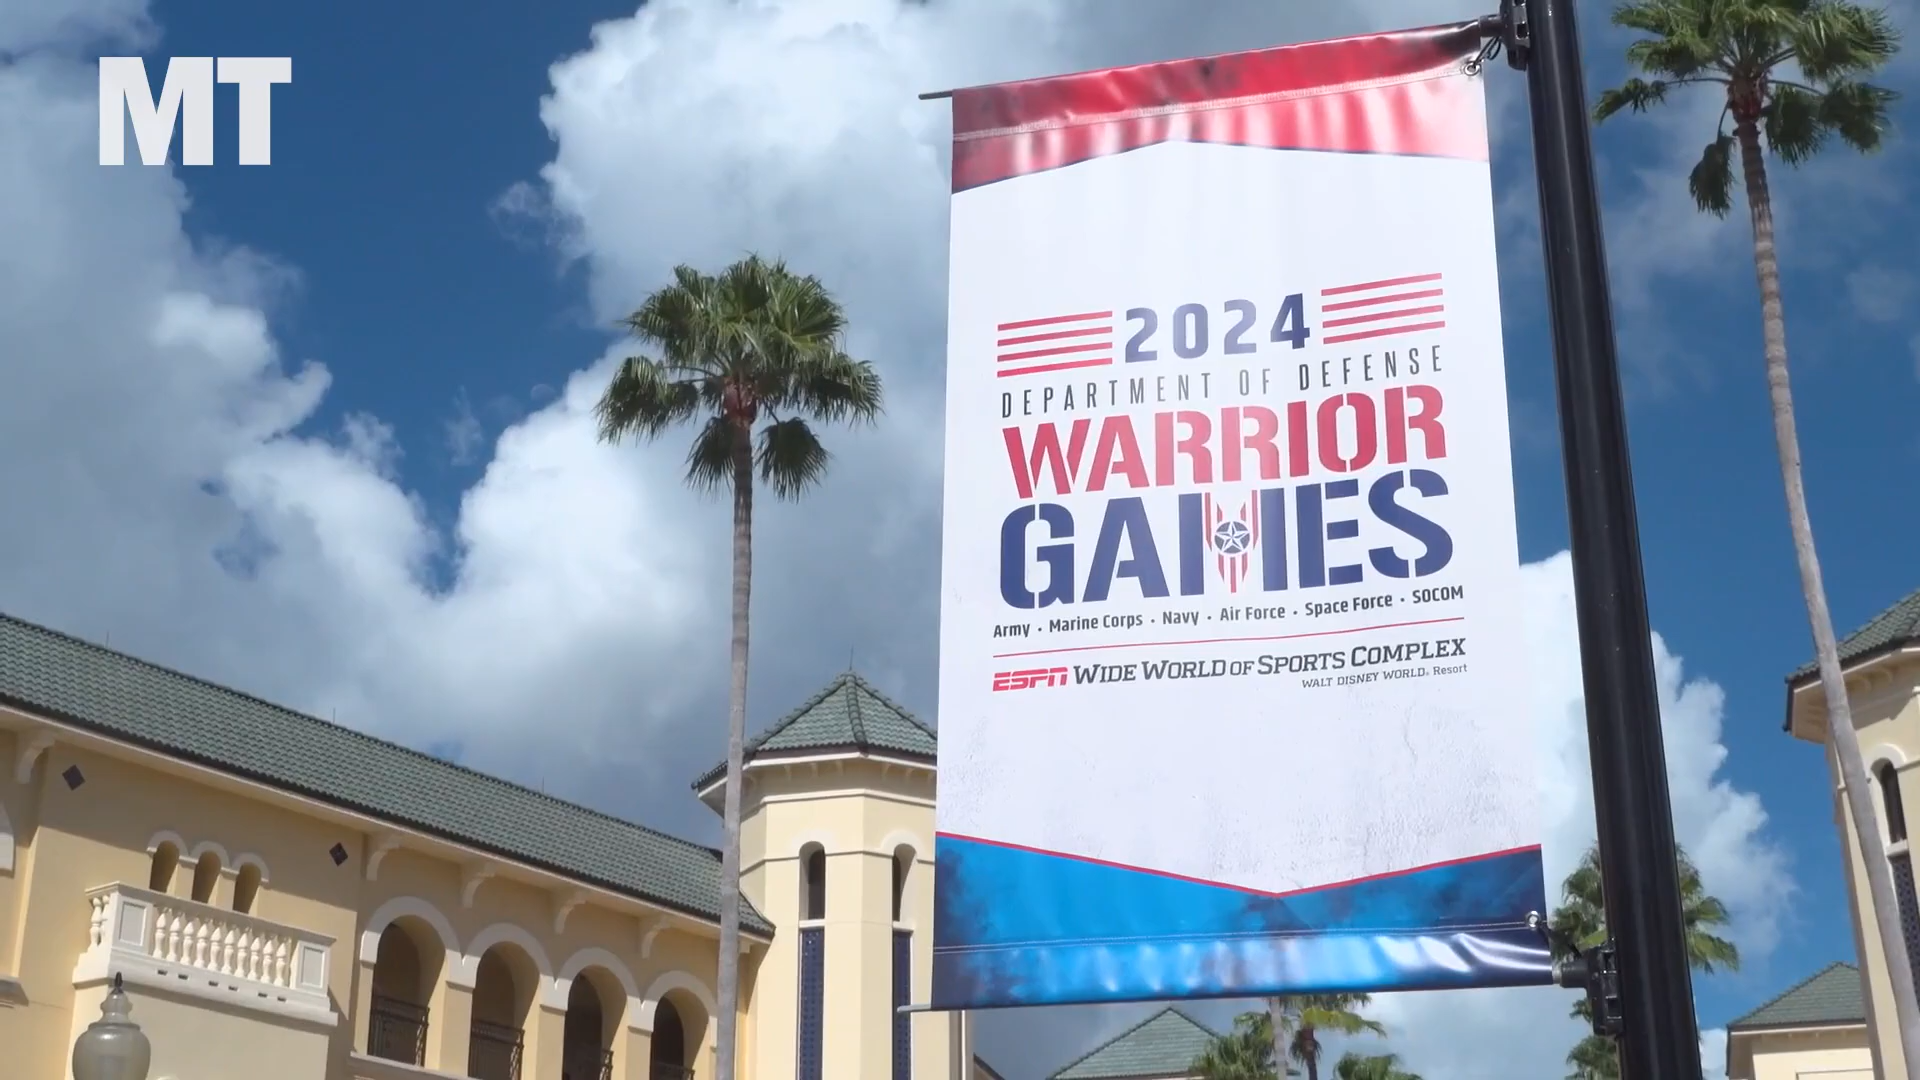 MT
2024
DEPARTMENT OF DEFENSE
WARRIOR
GAMES
Army · Marine Corps · Navy · Air Force · Space Force · SOCOM
ESPN WIDE WORLD OF SPORTS COMPLEX
WALT DISNEY WORLD® Resort